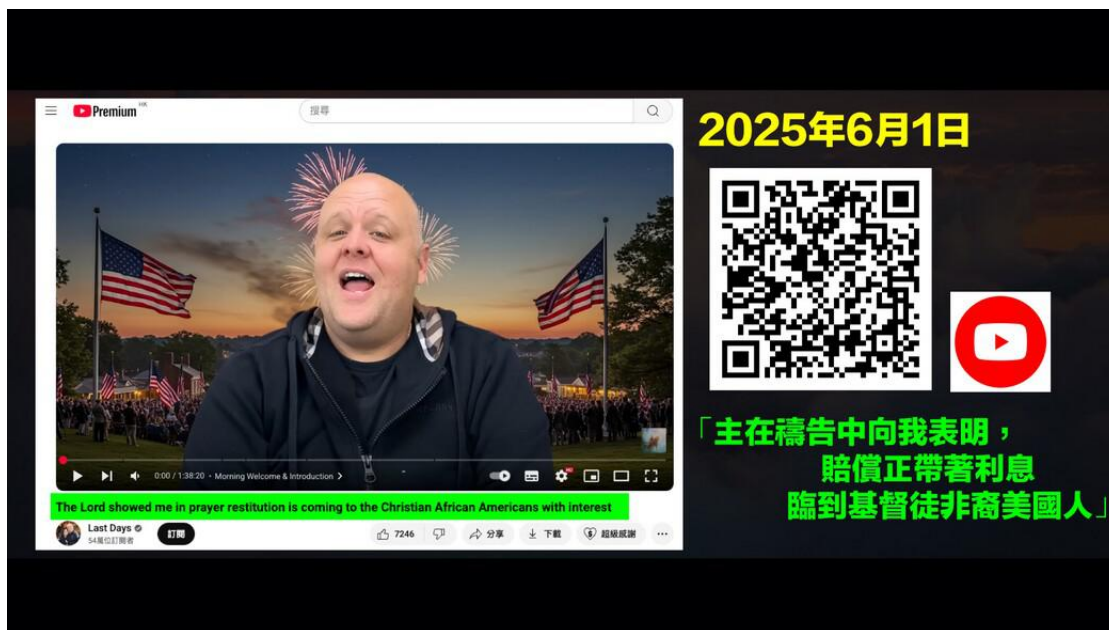 Premium HK
搜尋
2025年6月1日
0:00 / 1:38:20 • Morning Welcome & Introduction >
The Lord showed me in prayer restitution is coming to the Christian African Americans with interest
Last Days
54萬位訂閱者
訂閱
7246
分享
下載
超級感謝
「主在禱告中向我表明，
賠償正帶著利息
臨到基督徒非裔美國人」